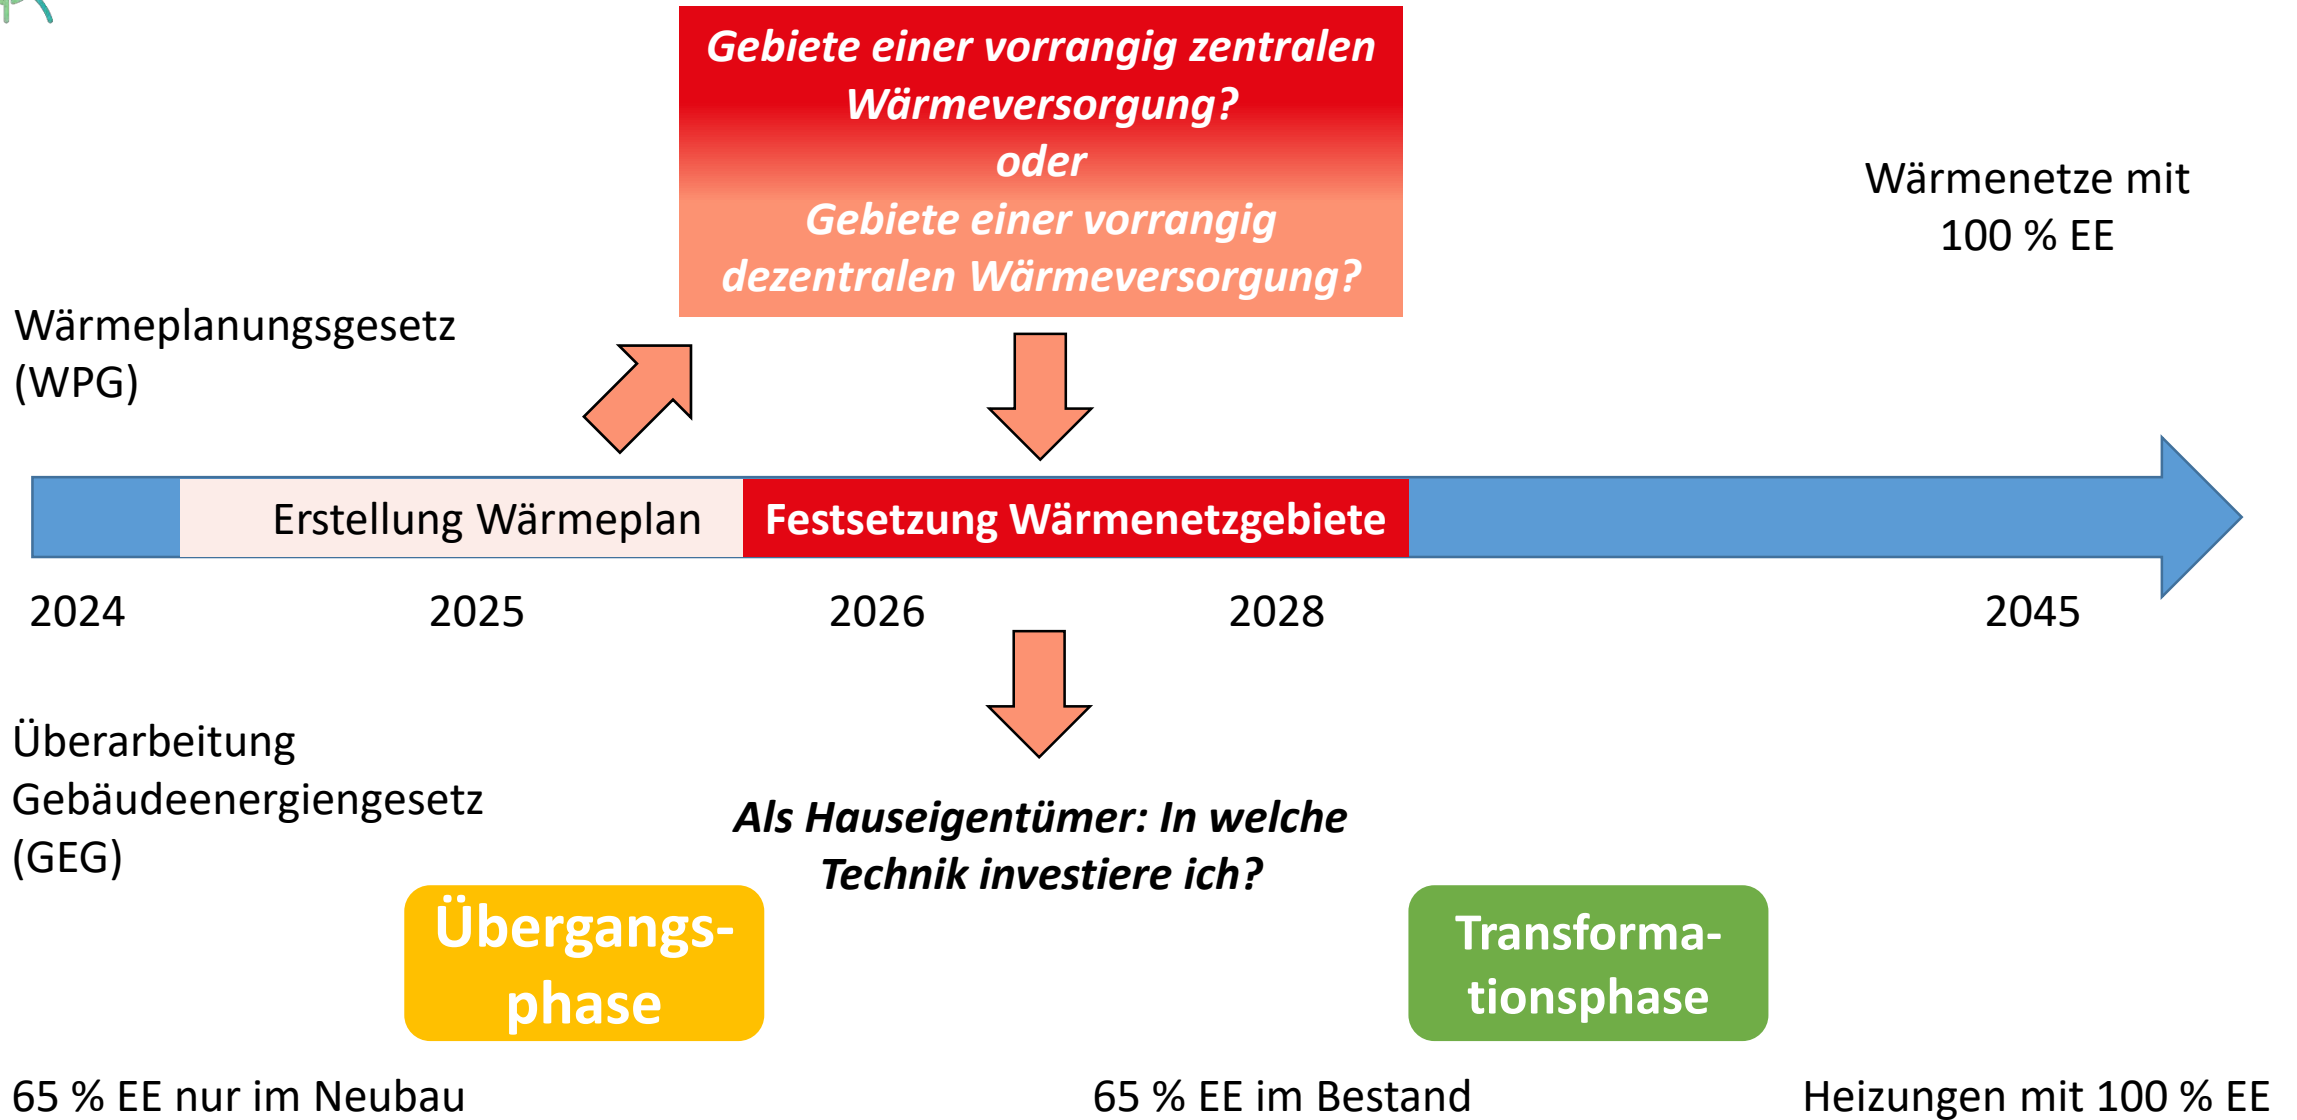 Gebiete einer vorrangig zentralen
Wärmeversorgung?
oder
Gebiete einer vorrangig
dezentralen Wärmeversorgung?
Wärmenetze mit
100 % EE
Wärmeplanungsgesetz
(WPG)
Erstellung Wärmeplan
Festsetzung Wärmenetzgebiete
2024
2025
2026
2028
2045
Überarbeitung
Gebäudeenergiengesetz
(GEG)
Als Hauseigentümer: In welche
Technik investiere ich?
Übergangs-
phase
Transforma-
tionsphase
65 % EE nur im Neubau
65 % EE im Bestand
Heizungen mit 100 % EE